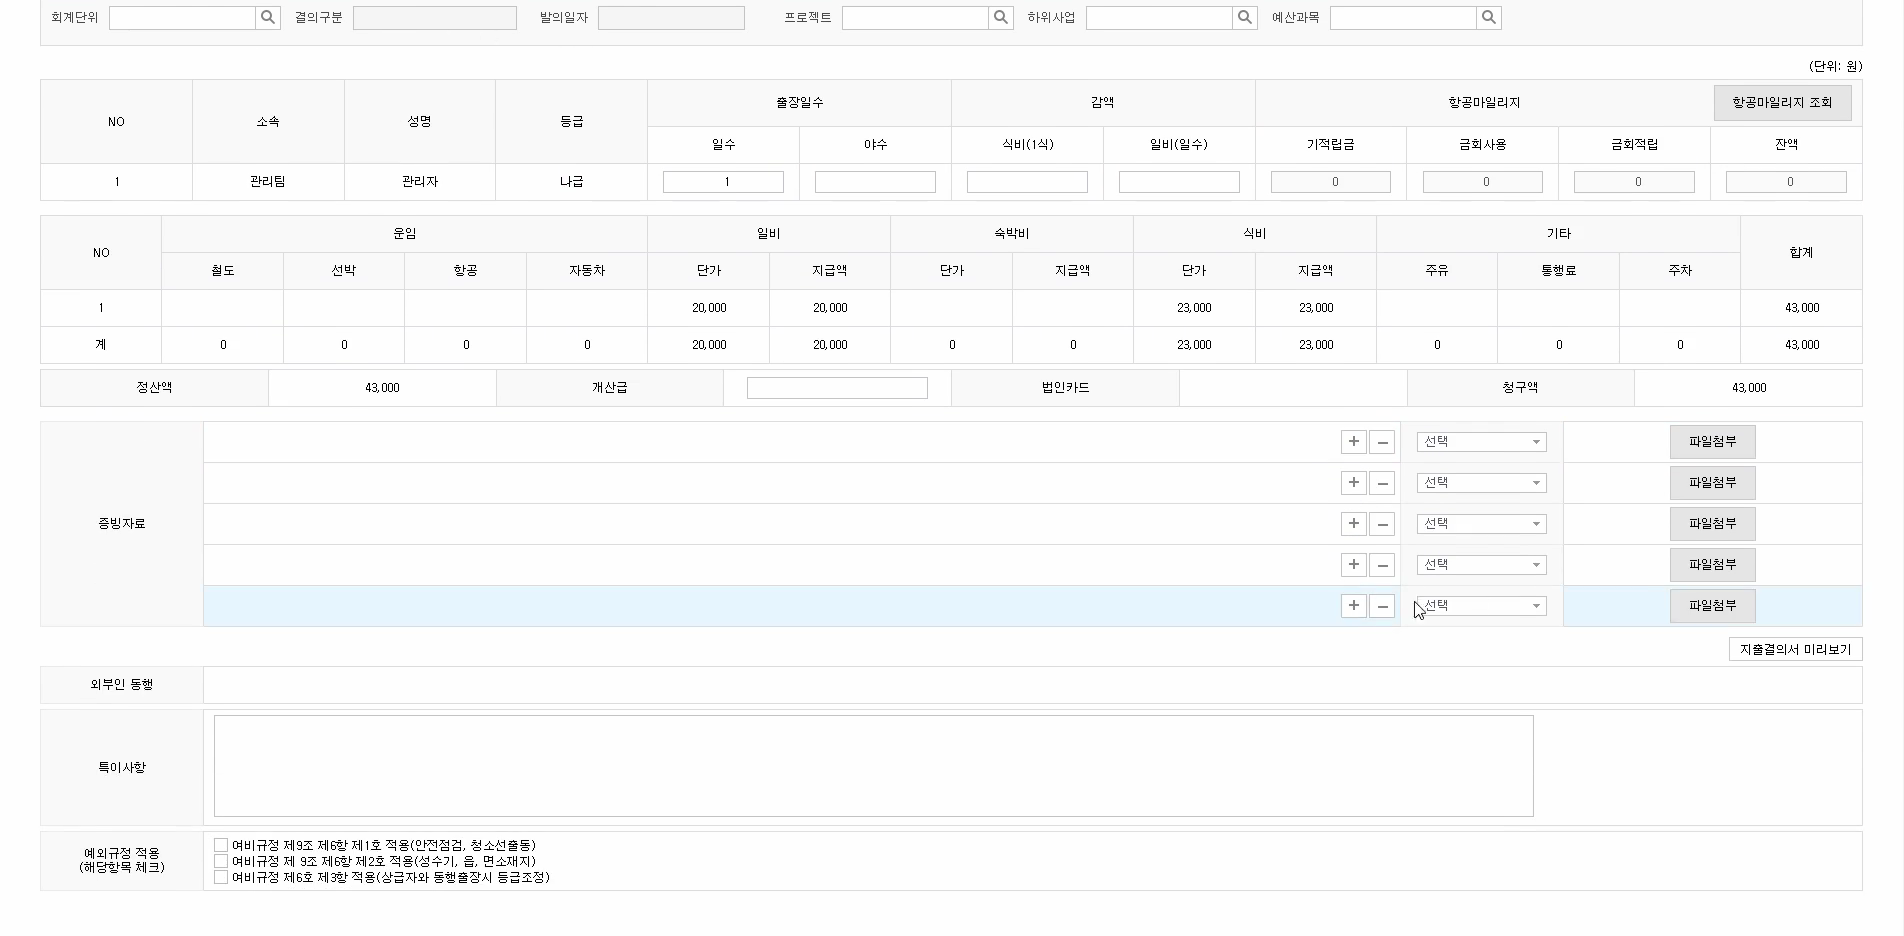 회계단위 결의구분 발의일자 프로젝트 하위사업 예산과목
(단위: 원)
NO 소속 성명 등급 출장일수 감액 항공마일리지 항공마일리지 조회
일수 야수 식비(1식) 일비(일수) 기적립금 금회사용 금회적립 잔액
1 관리팀 관리자 나급 1 0 0 0 0
NO 운임 일비 숙박비 식비 기타 합계
철도 선박 항공 자동차 단가 지급액 단가 지급액 단가 지급액 주유 통행료 주차
1 20,000 20,000 23,000 23,000 43,000
계 0 0 0 0 20,000 20,000 0 0 23,000 23,000 0 0 0 43,000
정산액 43,000 개산급 법인카드 청구액 43,000
증빙자료
+ − 선택 파일첨부
+ − 선택 파일첨부
+ − 선택 파일첨부
+ − 선택 파일첨부
+ − 선택 파일첨부
지출결의서 미리보기
외부인 동행
특이사항
예외규정 적용
(해당항목 체크)
여비규정 제9조 제6항 제1호 적용(안전점검, 청소선출동)
여비규정 제 9조 제6항 제2호 적용(성수기, 읍, 면소재지)
여비규정 제6호 제3항 적용(상급자와 동행출장시 등급조정)